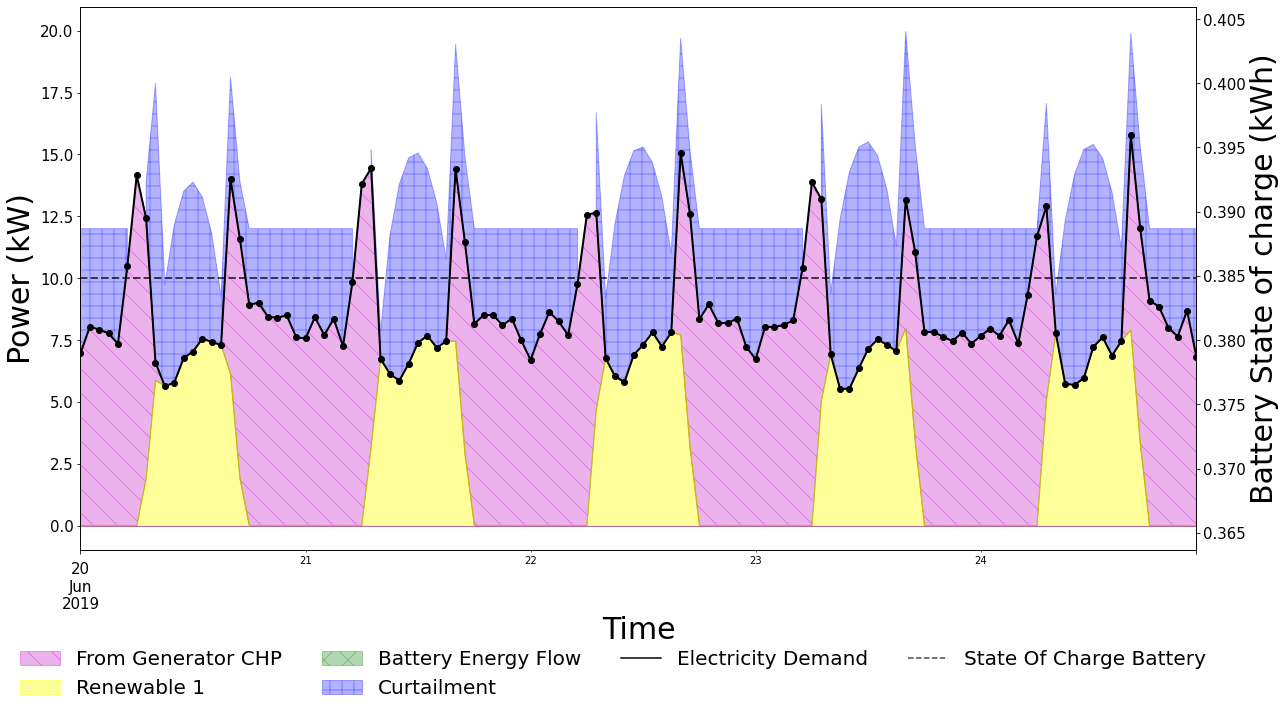 Power (kW)
20.0
17.5
15.0
12.5
10.0
7.5
5.0
2.5
0.0
0.405
0.400
0.395
0.390
0.385
0.380
0.375
0.370
0.365
Battery State of charge (kWh)
20
Jun
2019
21
22
23
24
Time
From Generator CHP
Renewable 1
Battery Energy Flow
Curtailment
Electricity Demand
State Of Charge Battery